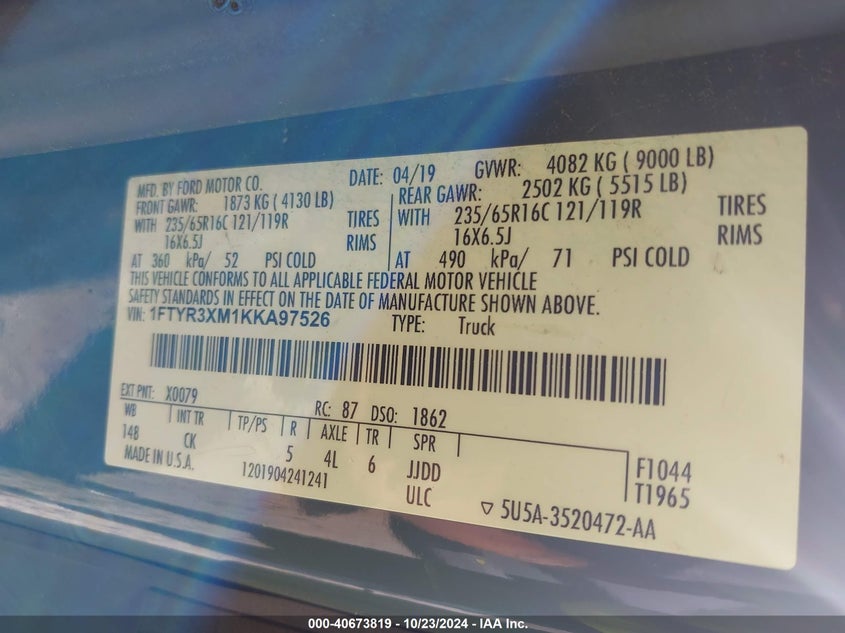 MFD. BY FORD MOTOR CO. DATE: 04/19 GVWR: 4082 KG ( 9000 LB)
FRONT GAWR: 1873 KG ( 4130 LB) REAR GAWR: 2502 KG ( 5515 LB)
WITH 235/65R16C 121/119R TIRES WITH 235/65R16C 121/119R TIRES
16X6.5J RIMS 16X6.5J RIMS
AT 360 kPa/ 52 PSI COLD AT 490 kPa/ 71 PSI COLD
THIS VEHICLE CONFORMS TO ALL APPLICABLE FEDERAL MOTOR VEHICLE
SAFETY STANDARDS IN EFFECT ON THE DATE OF MANUFACTURE SHOWN ABOVE.
VIN: 1FTYR3XM1KKA97526 TYPE: Truck
EXT PNT: X0079 RC: 87 DSO: 1862
WB INT TR TP/PS R AXLE TR SPR
148 CK 5 4L 6 JJDD F1044
MADE IN U.S.A. 1201904241241 ULC T1965
5U5A-3520472-AA
000-40673819 - 10/23/2024 - IAA Inc.